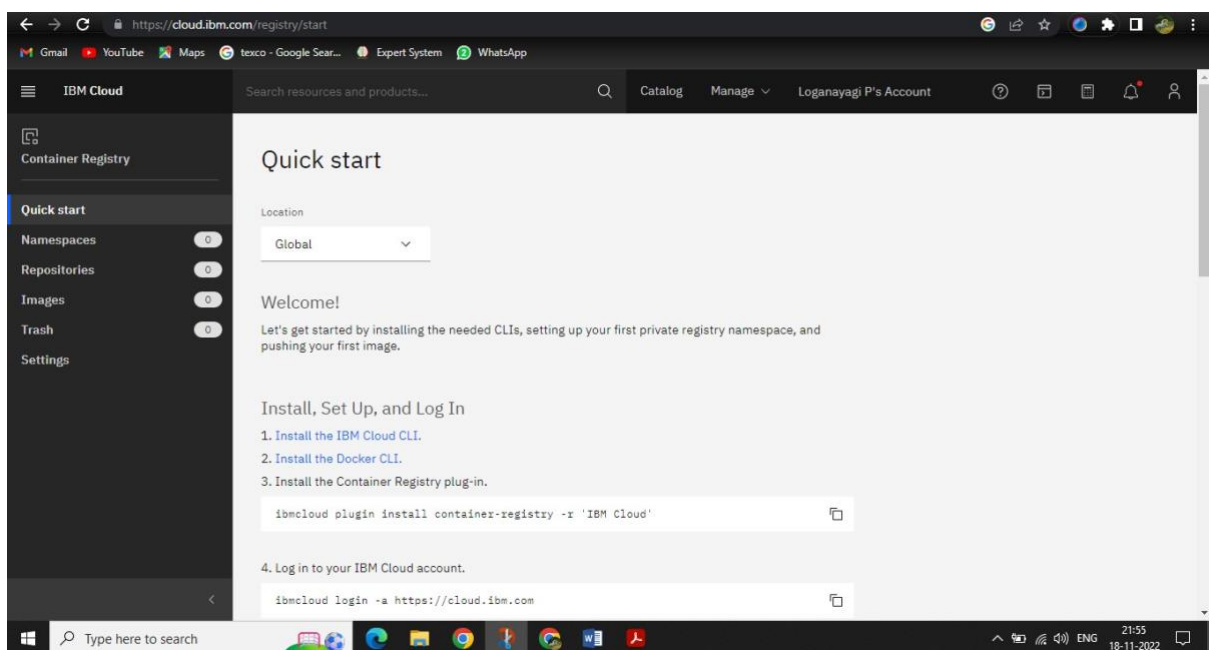 https://cloud.ibm.com/registry/start
Gmail YouTube Maps texco - Google Sear... Expert System WhatsApp
IBM Cloud Search resources and products... Catalog Manage Loganayagi P's Account
Container Registry
Quick start
Namespaces 0
Repositories 0
Images 0
Trash 0
Settings
Quick start
Location
Global
Welcome!
Let's get started by installing the needed CLIs, setting up your first private registry namespace, and
pushing your first image.
Install, Set Up, and Log In
1. Install the IBM Cloud CLI.
2. Install the Docker CLI.
3. Install the Container Registry plug-in.
ibmcloud plugin install container-registry -r 'IBM Cloud'
4. Log in to your IBM Cloud account.
ibmcloud login -a https://cloud.ibm.com
Type here to search
ENG
21:55
18-11-2022